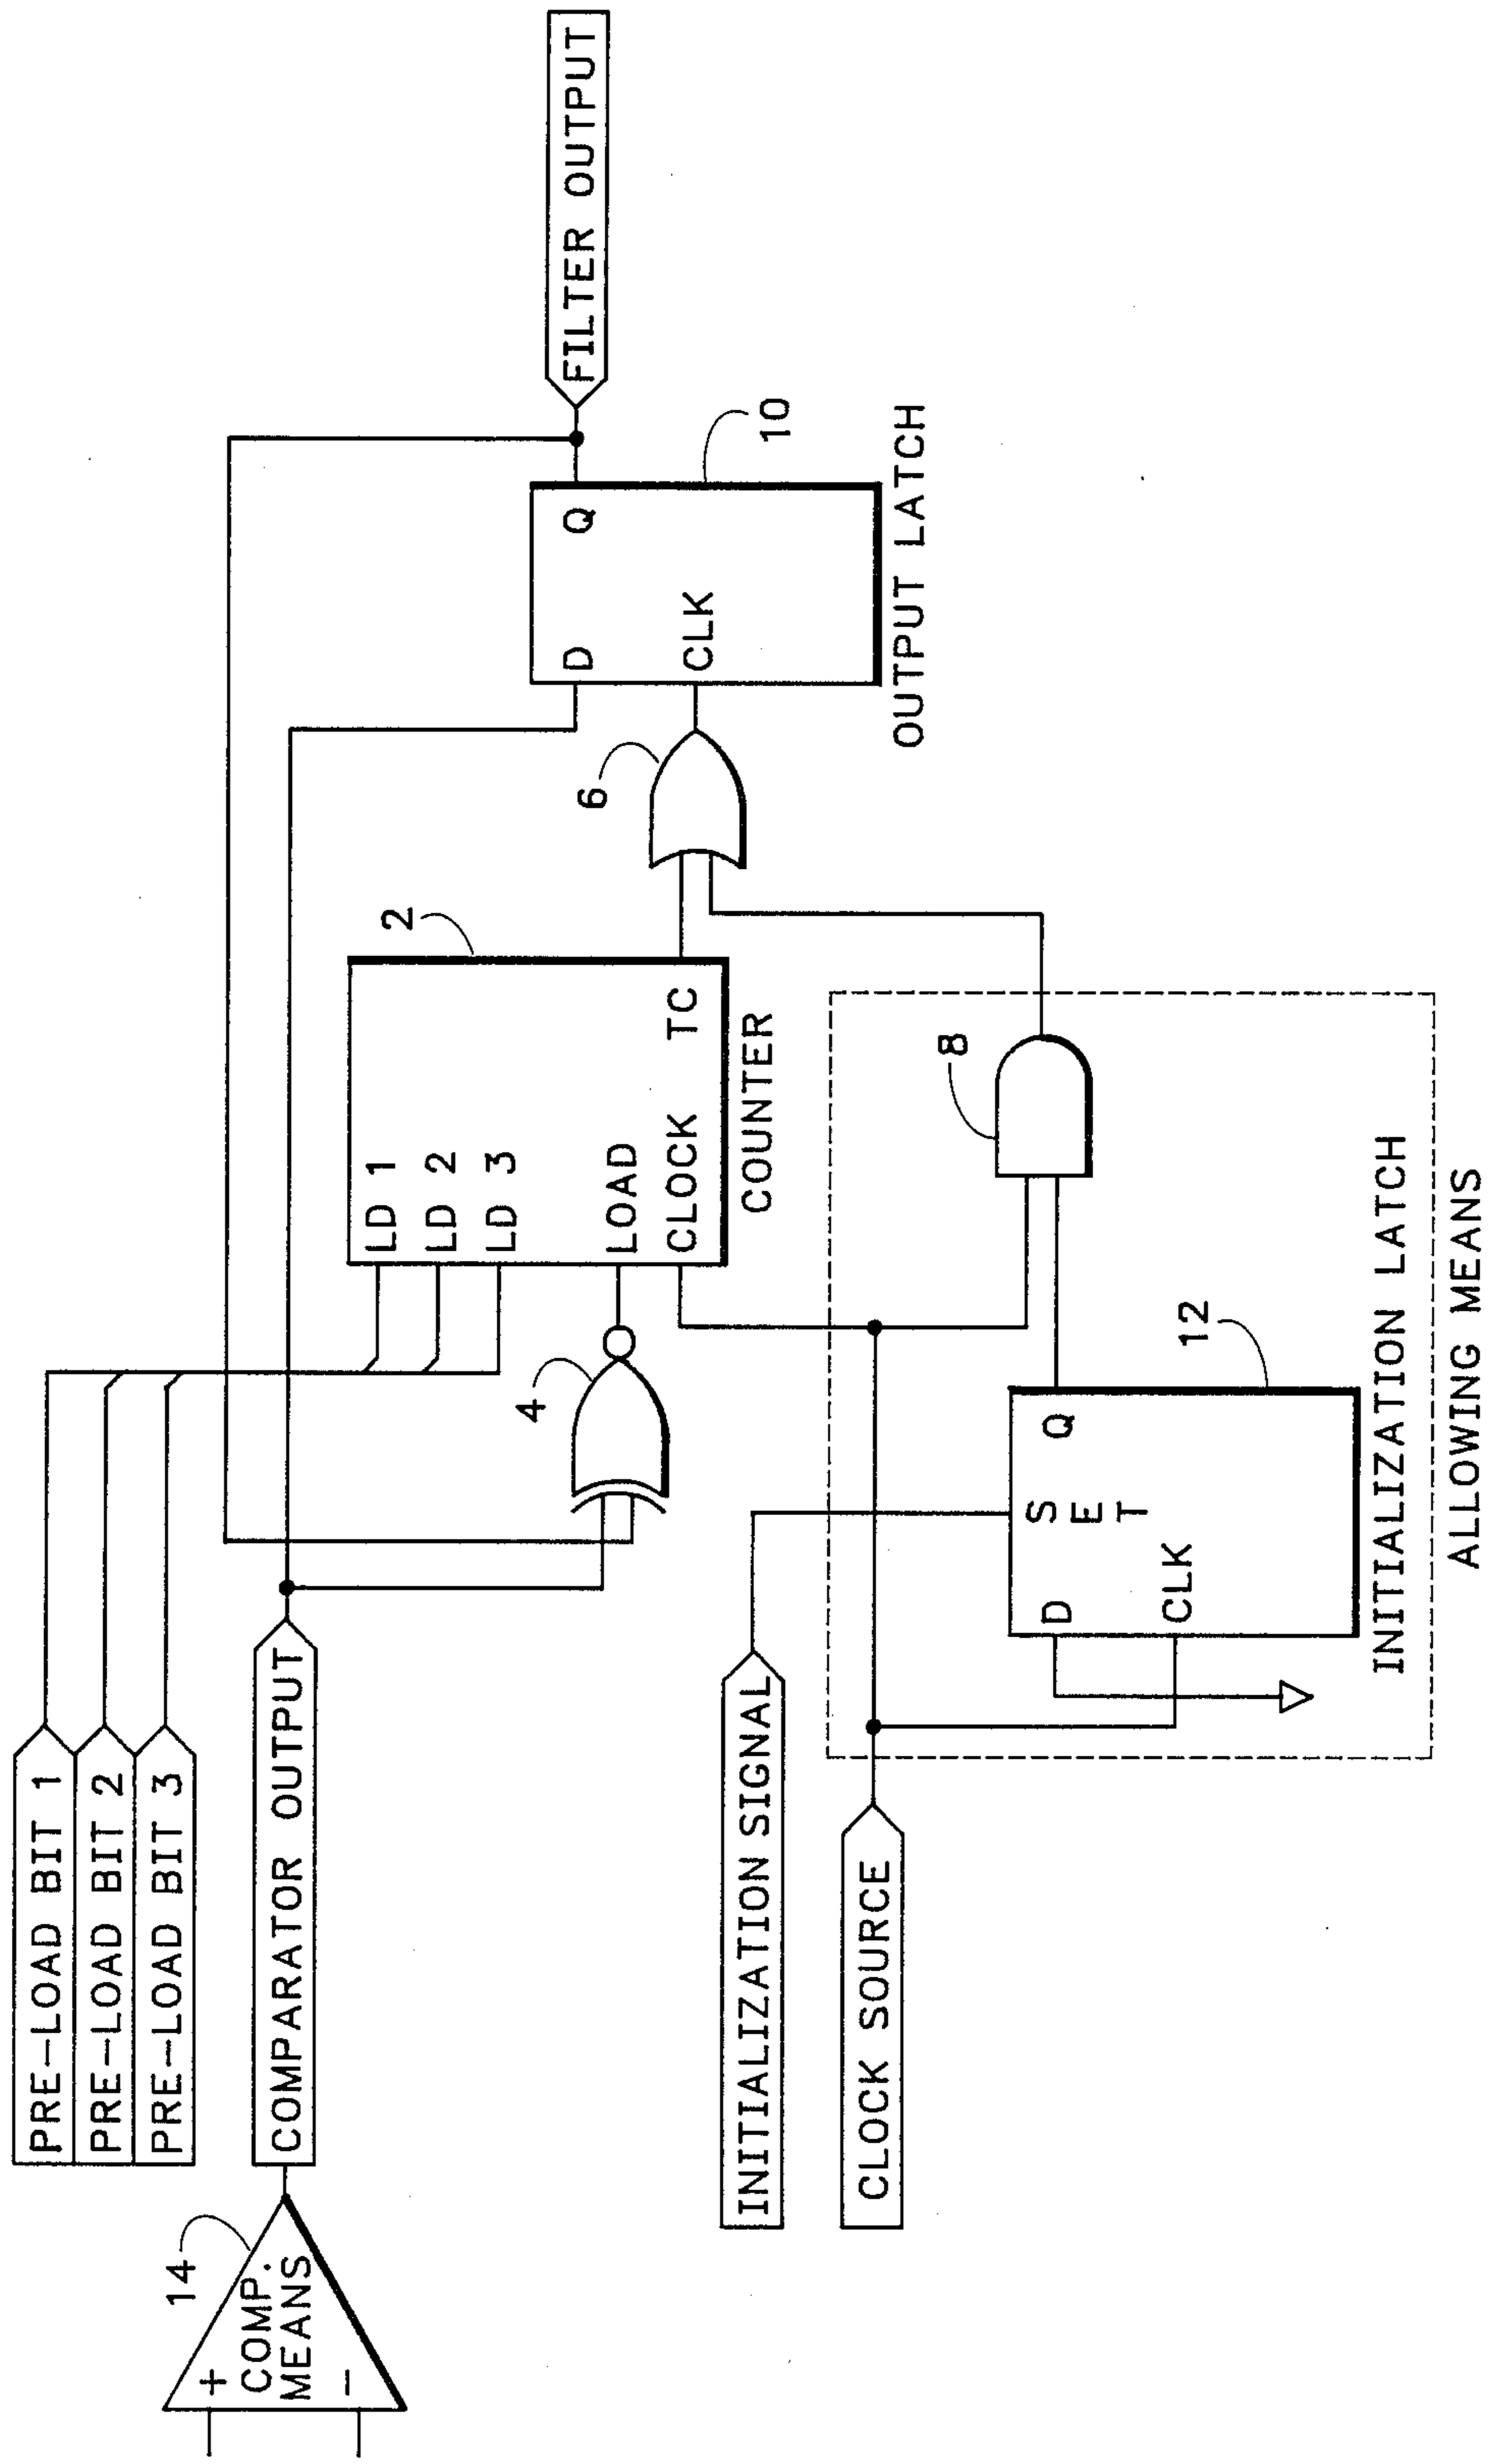 PRE-LOAD BIT 1
PRE-LOAD BIT 2
PRE-LOAD BIT 3
14
+
COMP.
MEANS
-
COMPARATOR OUTPUT
4
LD 1
LD 2
LD 3
LOAD
CLOCK TC
2
COUNTER
6
D Q
CLK
10
OUTPUT LATCH
FILTER OUTPUT
INITIALIZATION SIGNAL
CLOCK SOURCE
D
SET
Q
CLK
12
8
INITIALIZATION LATCH
ALLOWING MEANS